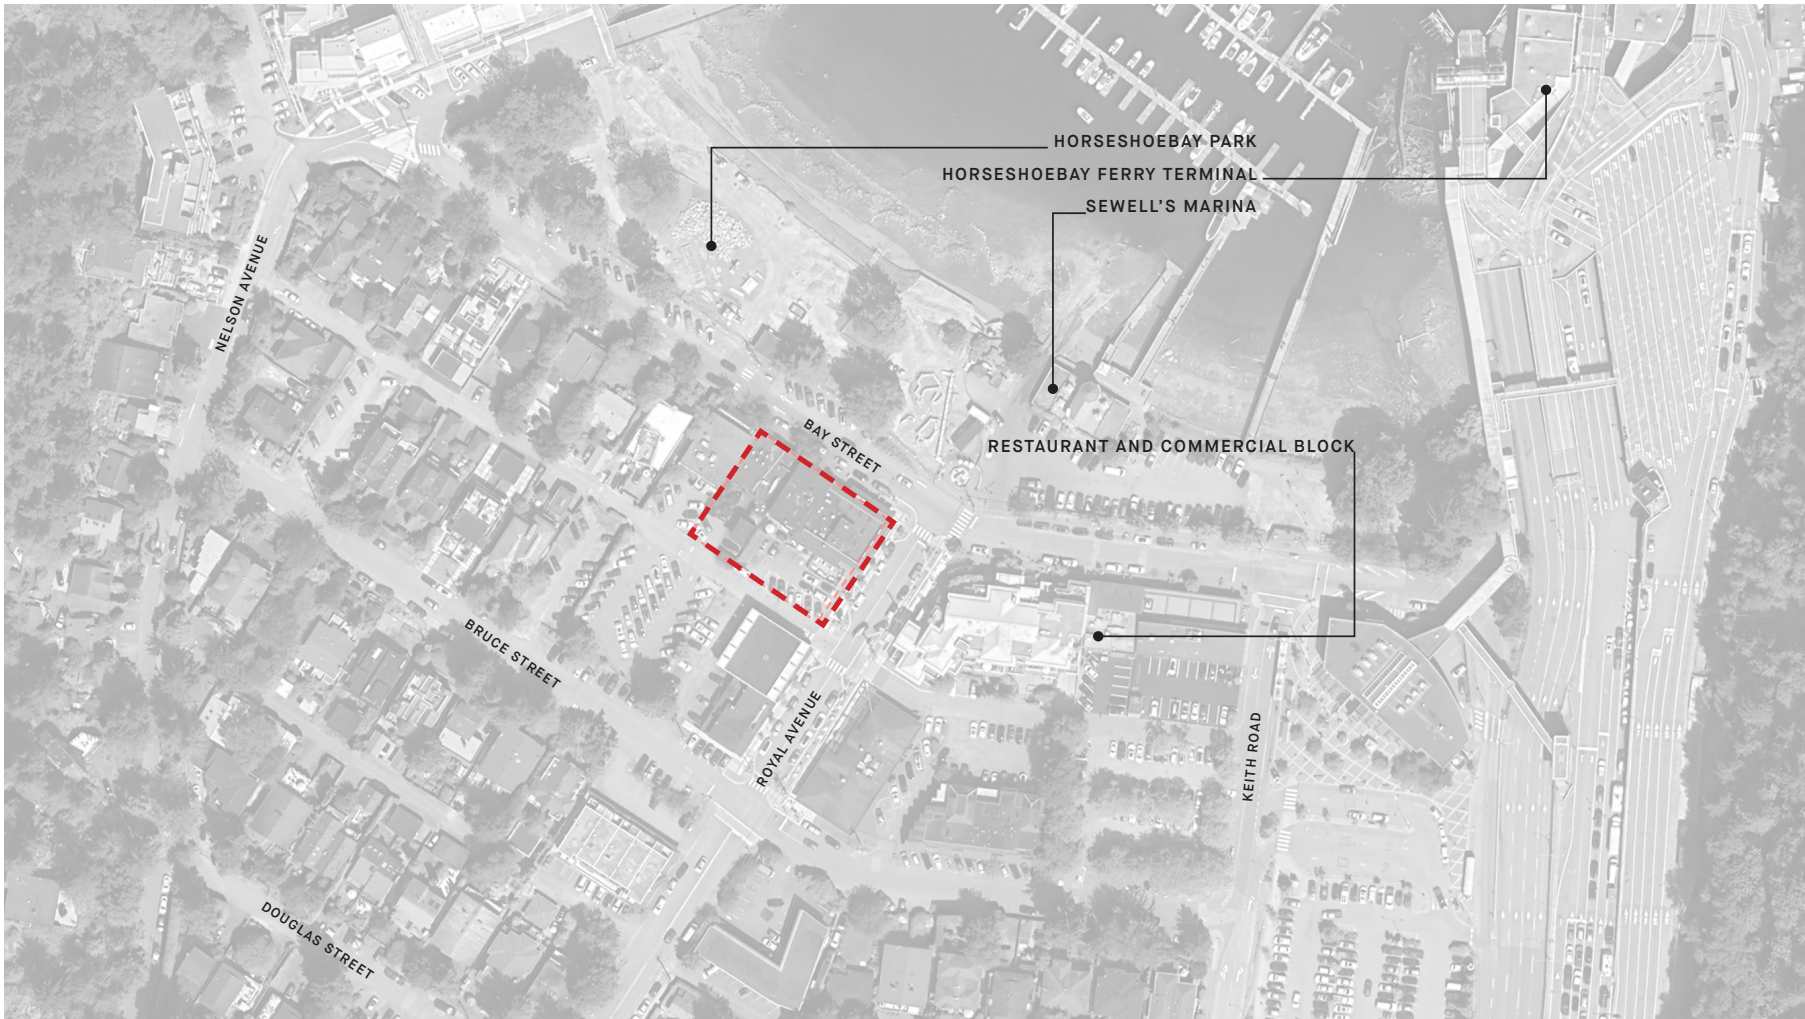 HORSESHOEBAY PARK
HORSESHOEBAY FERRY TERMINAL
SEWELL'S MARINA
NELSON AVENUE
BAY STREET
RESTAURANT AND COMMERCIAL BLOCK
BRUCE STREET
ROYAL AVENUE
KEITH ROAD
DOUGLAS STREET